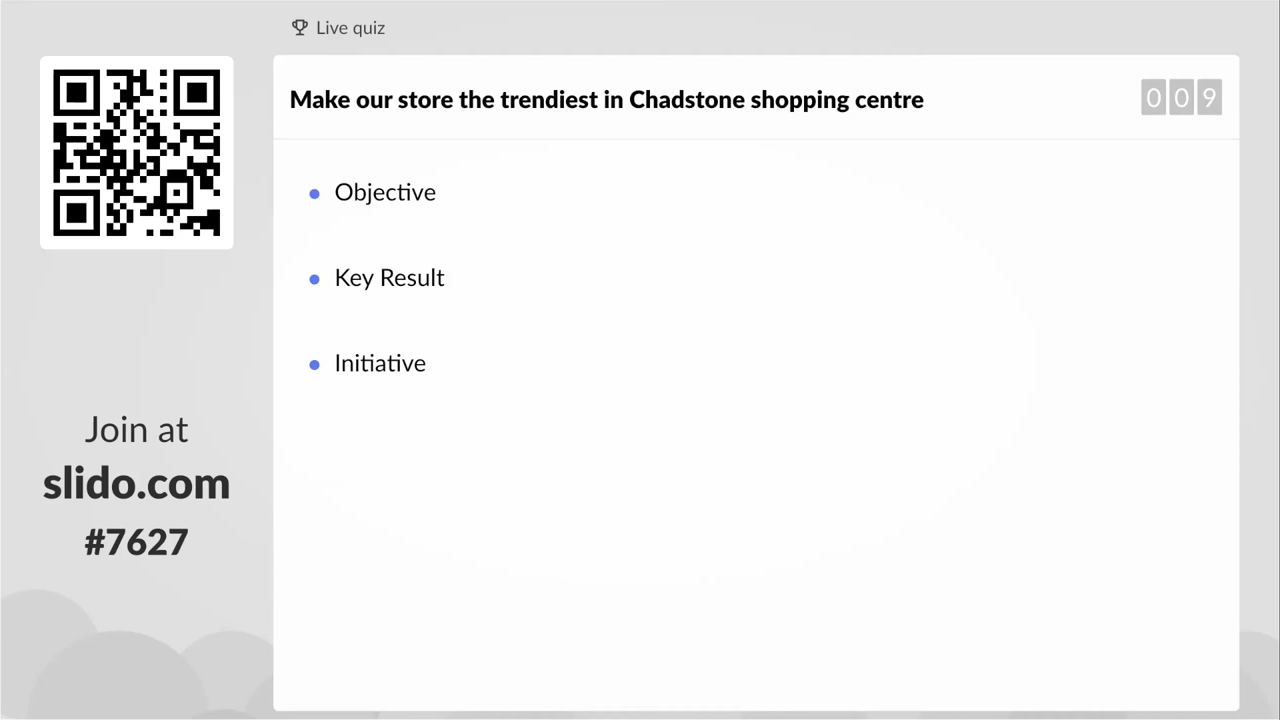 Live quiz
Make our store the trendiest in Chadstone shopping centre
009
Objective
Key Result
Initiative
Join at
slido.com
#7627